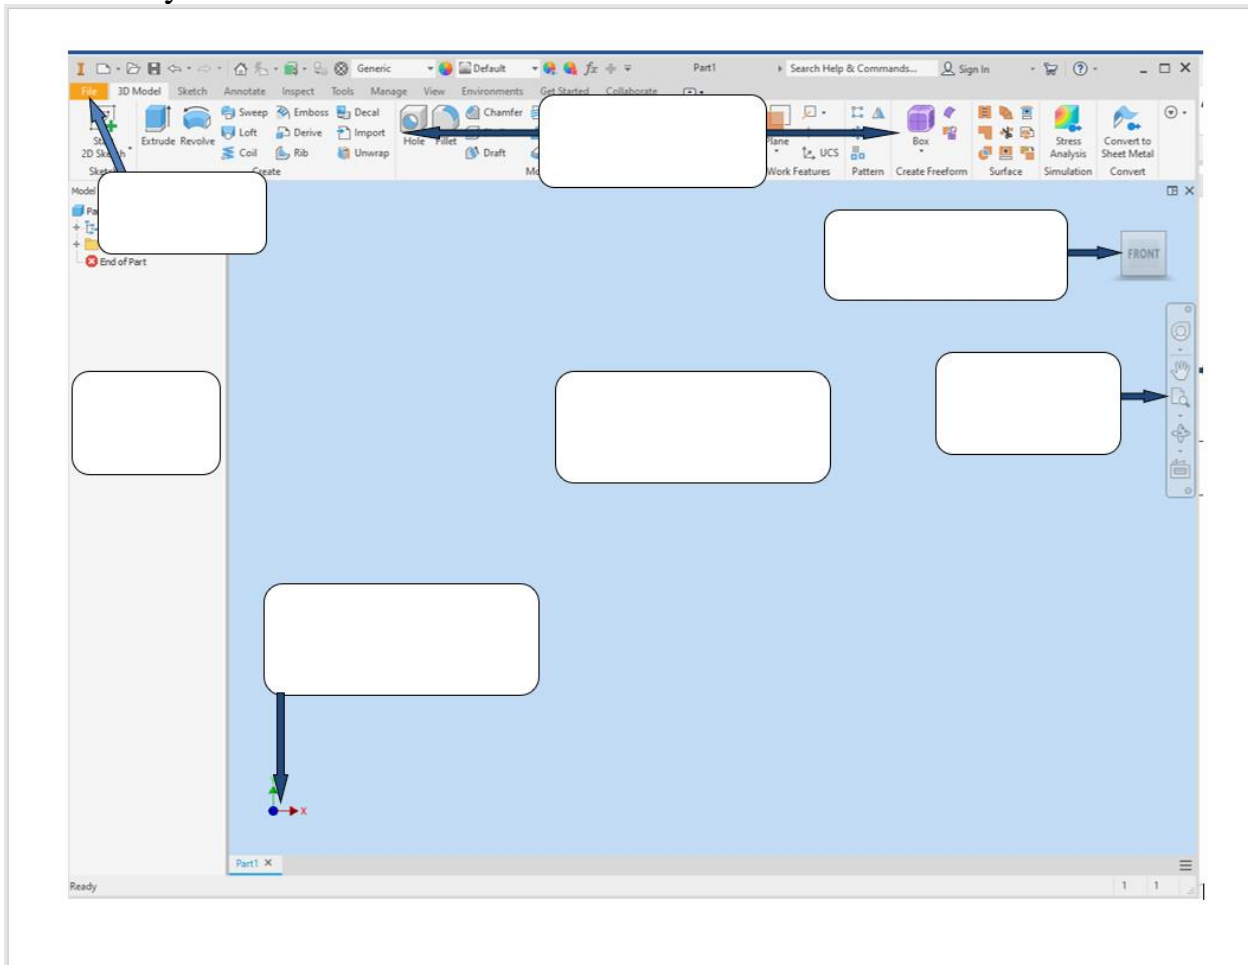 Generic Default fx Part1 Search Help & Commands... Sign In
File 3D Model Sketch Annotate Inspect Tools Manage View Environments Get Started Collaborate
Sweep Emboss Decal Chamfer
Extrude Revolve Loft Derive Import Hole Fillet Plane Box Stress Convert to
2D Sketch Coil Rib Unwrap Draft UCS Analysis Sheet Metal
Work Features Pattern Create Freeform Surface Simulation Convert
Model
End of Part
FRONT
X
Part1
Ready 1 1